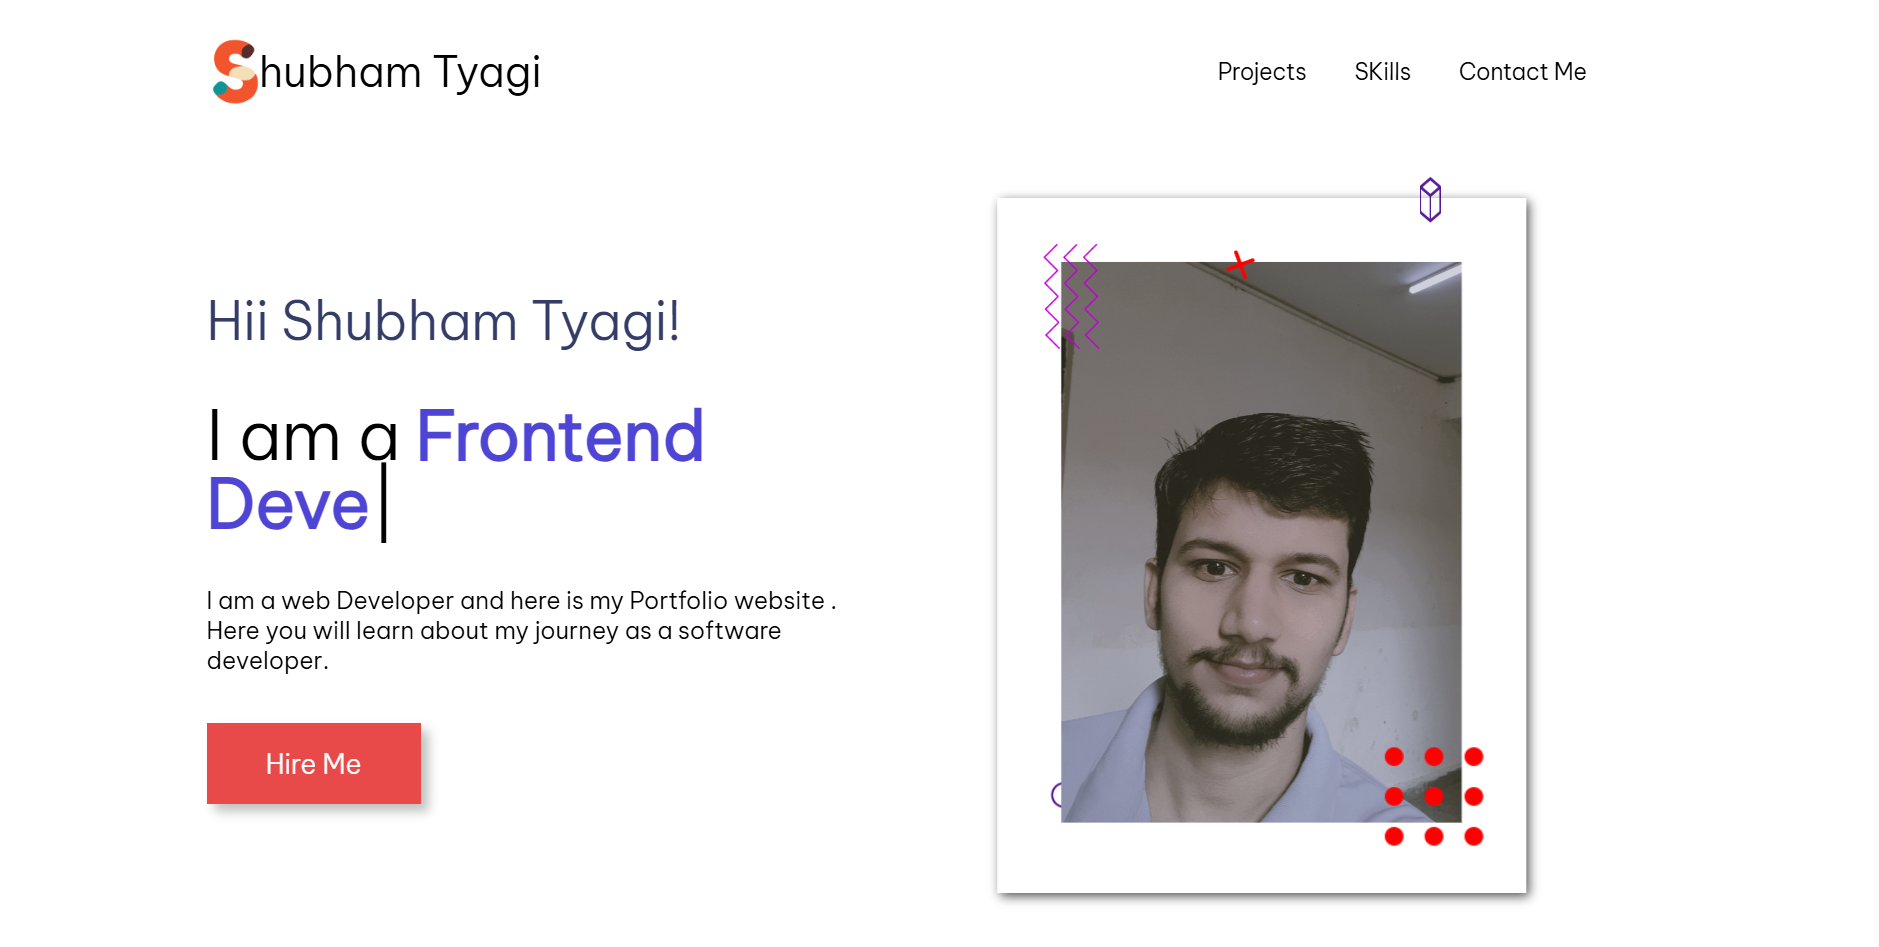 Shubham Tyagi
Projects SKills Contact Me
Hii Shubham Tyagi!
I am a Frontend
Deve
I am a web Developer and here is my Portfolio website .
Here you will learn about my journey as a software
developer.
Hire Me